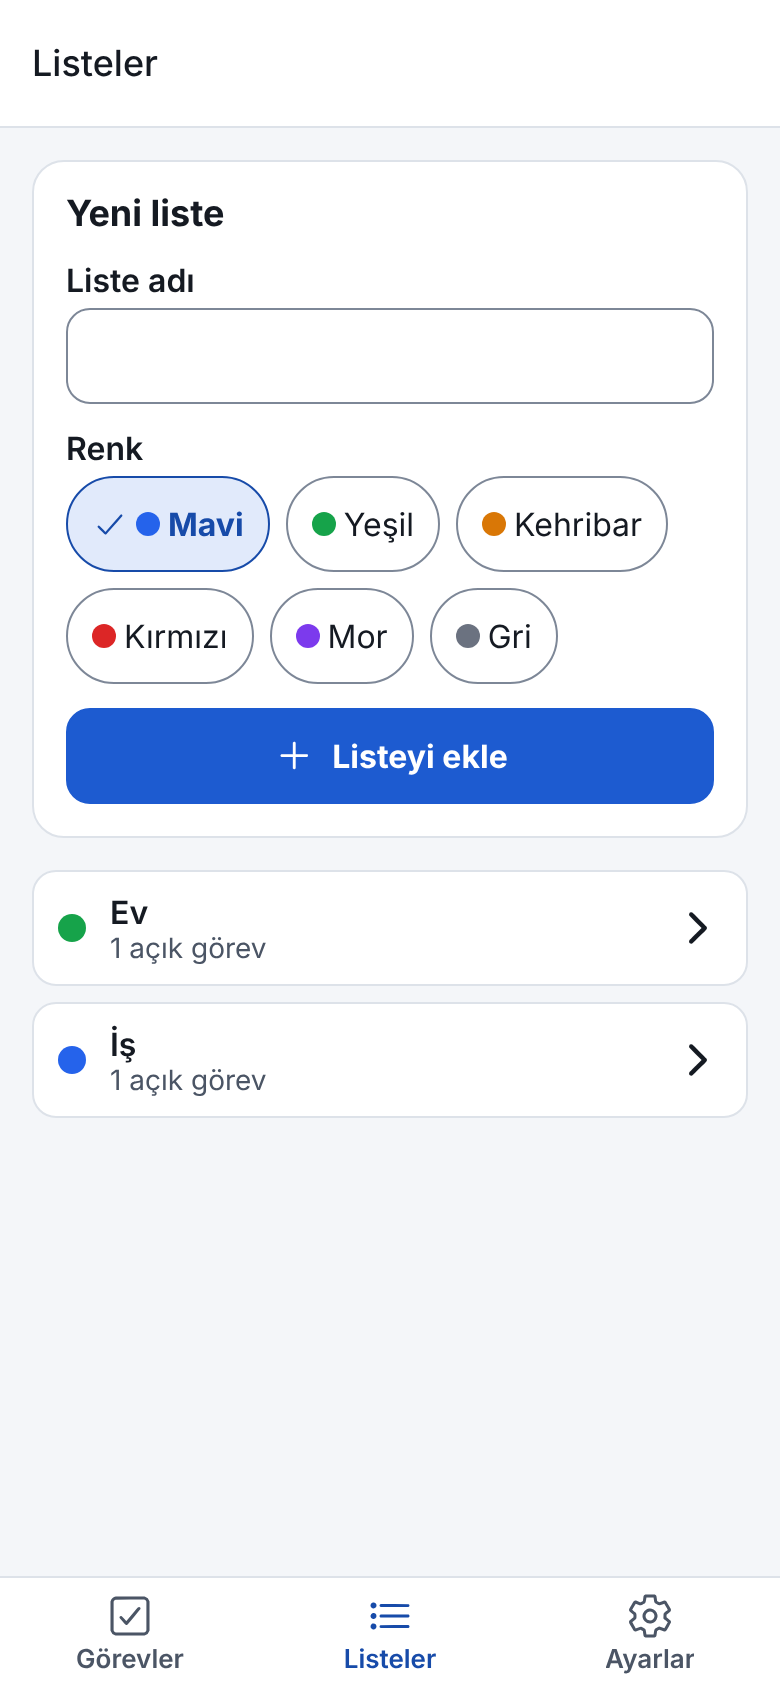 Listeler
Yeni liste
Liste adı
Renk
Mavi
Yeşil
Kehribar
Kırmızı
Mor
Gri
Listeyi ekle
Ev
1 açık görev
İş
1 açık görev
Görevler
Listeler
Ayarlar